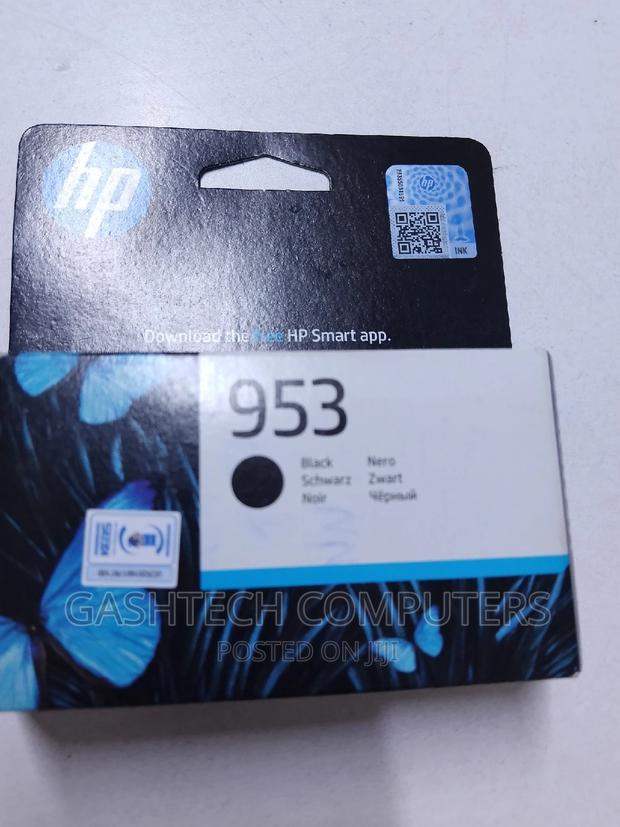 hp
hp
INK
Download the free HP Smart app.
953
Black Nero
Schwarz Zwart
Noir Чёрный
GASHTECH COMPUTERS
POSTED ON JIJI